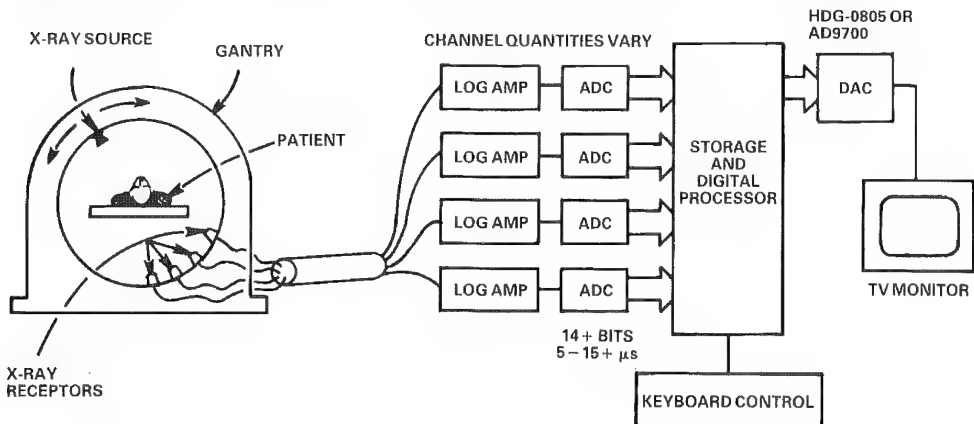 X-RAY SOURCE
GANTRY
PATIENT
X-RAY
RECEPTORS
CHANNEL QUANTITIES VARY
LOG AMP
ADC
LOG AMP
ADC
LOG AMP
ADC
LOG AMP
ADC
14+ BITS
5–15+ μs
STORAGE
AND
DIGITAL
PROCESSOR
KEYBOARD CONTROL
HDG-0805 OR
AD9700
DAC
TV MONITOR